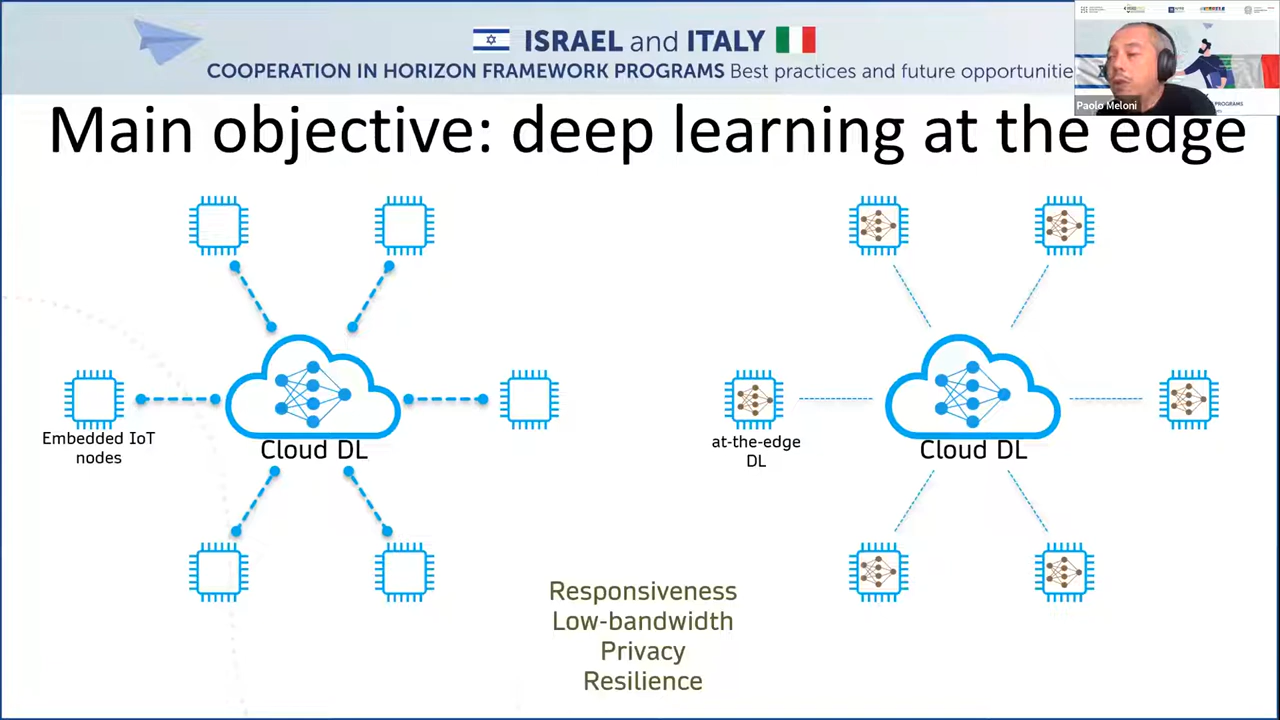 ISRAEL and ITALY
COOPERATION IN HORIZON FRAMEWORK PROGRAMS Best practices and future opportunitie
Paolo Meloni
PROGRAMS
Main objective: deep learning at the edge
Embedded IoT
nodes
Cloud DL
at-the-edge
DL
Cloud DL
Responsiveness
Low-bandwidth
Privacy
Resilience